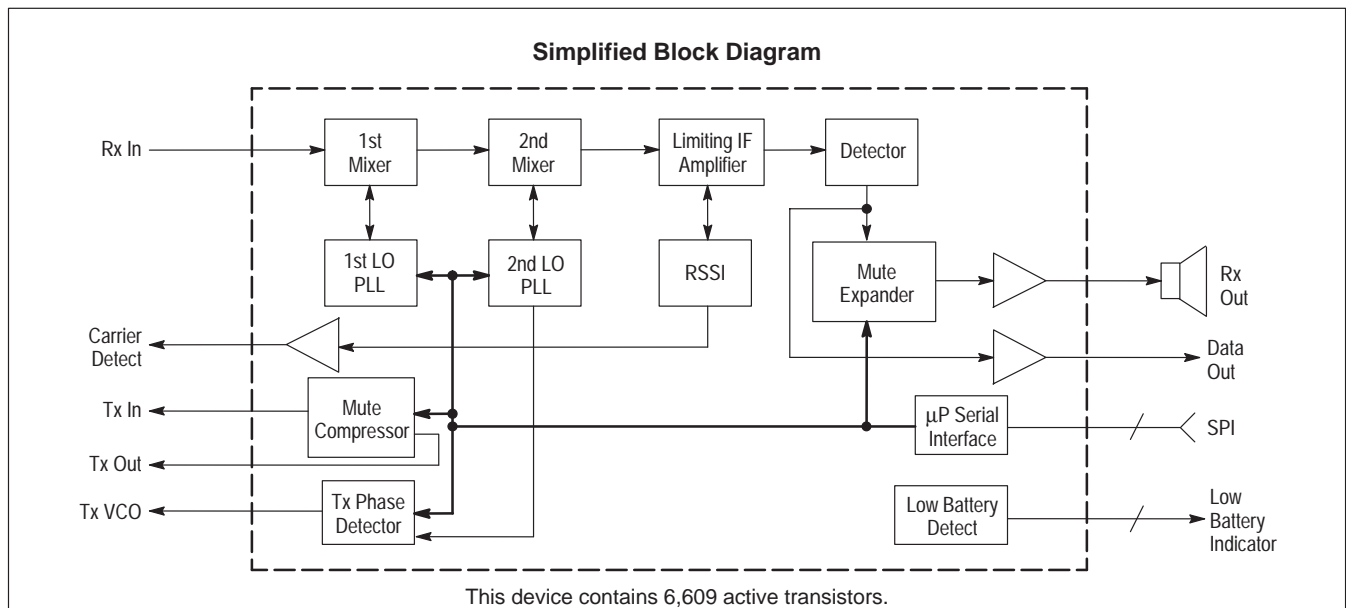 Simplified Block Diagram
Rx In
1st
Mixer
2nd
Mixer
Limiting IF
Amplifier
Detector
1st LO
PLL
2nd LO
PLL
RSSI
Mute
Expander
Rx
Out
Carrier
Detect
Data
Out
Tx In
Mute
Compressor
µP Serial
Interface
SPI
Tx Out
Tx VCO
Tx Phase
Detector
Low Battery
Detect
Low
Battery
Indicator
This device contains 6,609 active transistors.